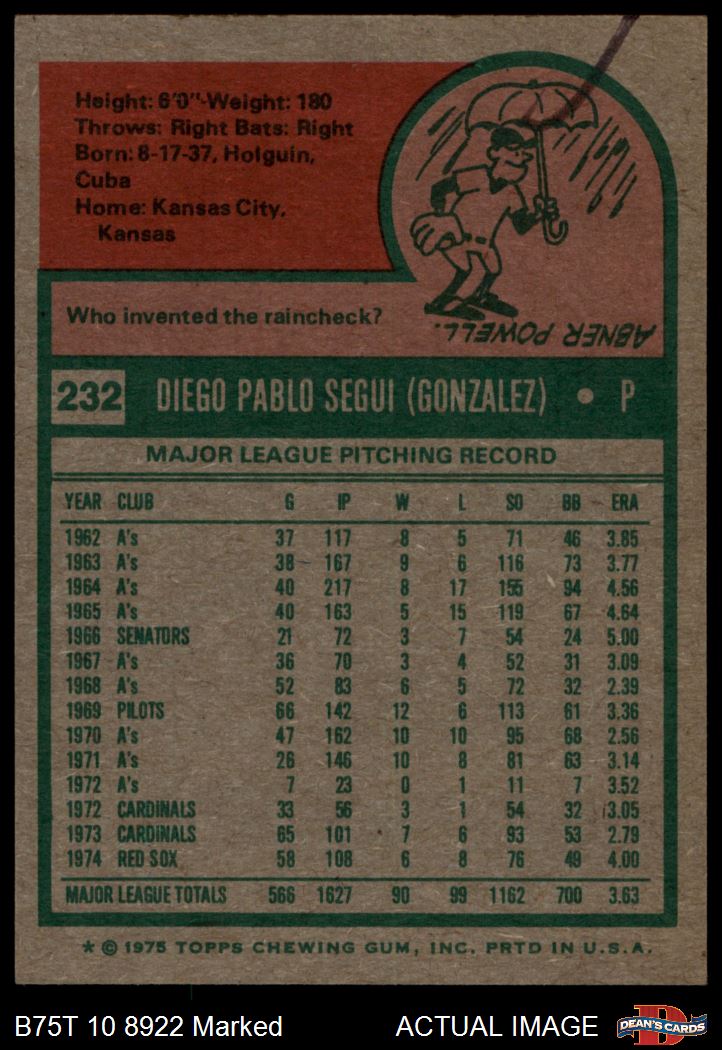 Height: 6'0"-Weight: 180
Throws: Right Bats: Right
Born: 8-17-37, Holguin,
Cuba
Home: Kansas City,
Kansas
Who invented the raincheck?
ABNER POWELL.
232 DIEGO PABLO SEGUI (GONZALEZ) • P
MAJOR LEAGUE PITCHING RECORD
YEAR CLUB G IP W L SO BB ERA
1962 A's 37 117 8 5 71 46 3.85
1963 A's 38 167 9 6 116 73 3.77
1964 A's 40 217 8 17 155 94 4.56
1965 A's 40 163 5 15 119 67 4.64
1966 SENATORS 21 72 3 7 54 24 5.00
1967 A's 36 70 3 4 52 31 3.09
1968 A's 52 83 6 5 72 32 2.39
1969 PILOTS 66 142 12 6 113 61 3.36
1970 A's 47 162 10 10 95 68 2.56
1971 A's 26 146 10 8 81 63 3.14
1972 A's 7 23 0 1 11 7 3.52
1972 CARDINALS 33 56 3 1 54 32 3.05
1973 CARDINALS 65 101 7 6 93 53 2.79
1974 RED SOX 58 108 6 8 76 49 4.00
MAJOR LEAGUE TOTALS 566 1627 90 99 1162 700 3.63
* © 1975 TOPPS CHEWING GUM, INC. PRTD IN U.S.A.
B75T 10 8922 Marked ACTUAL IMAGE DEAN'S CARDS